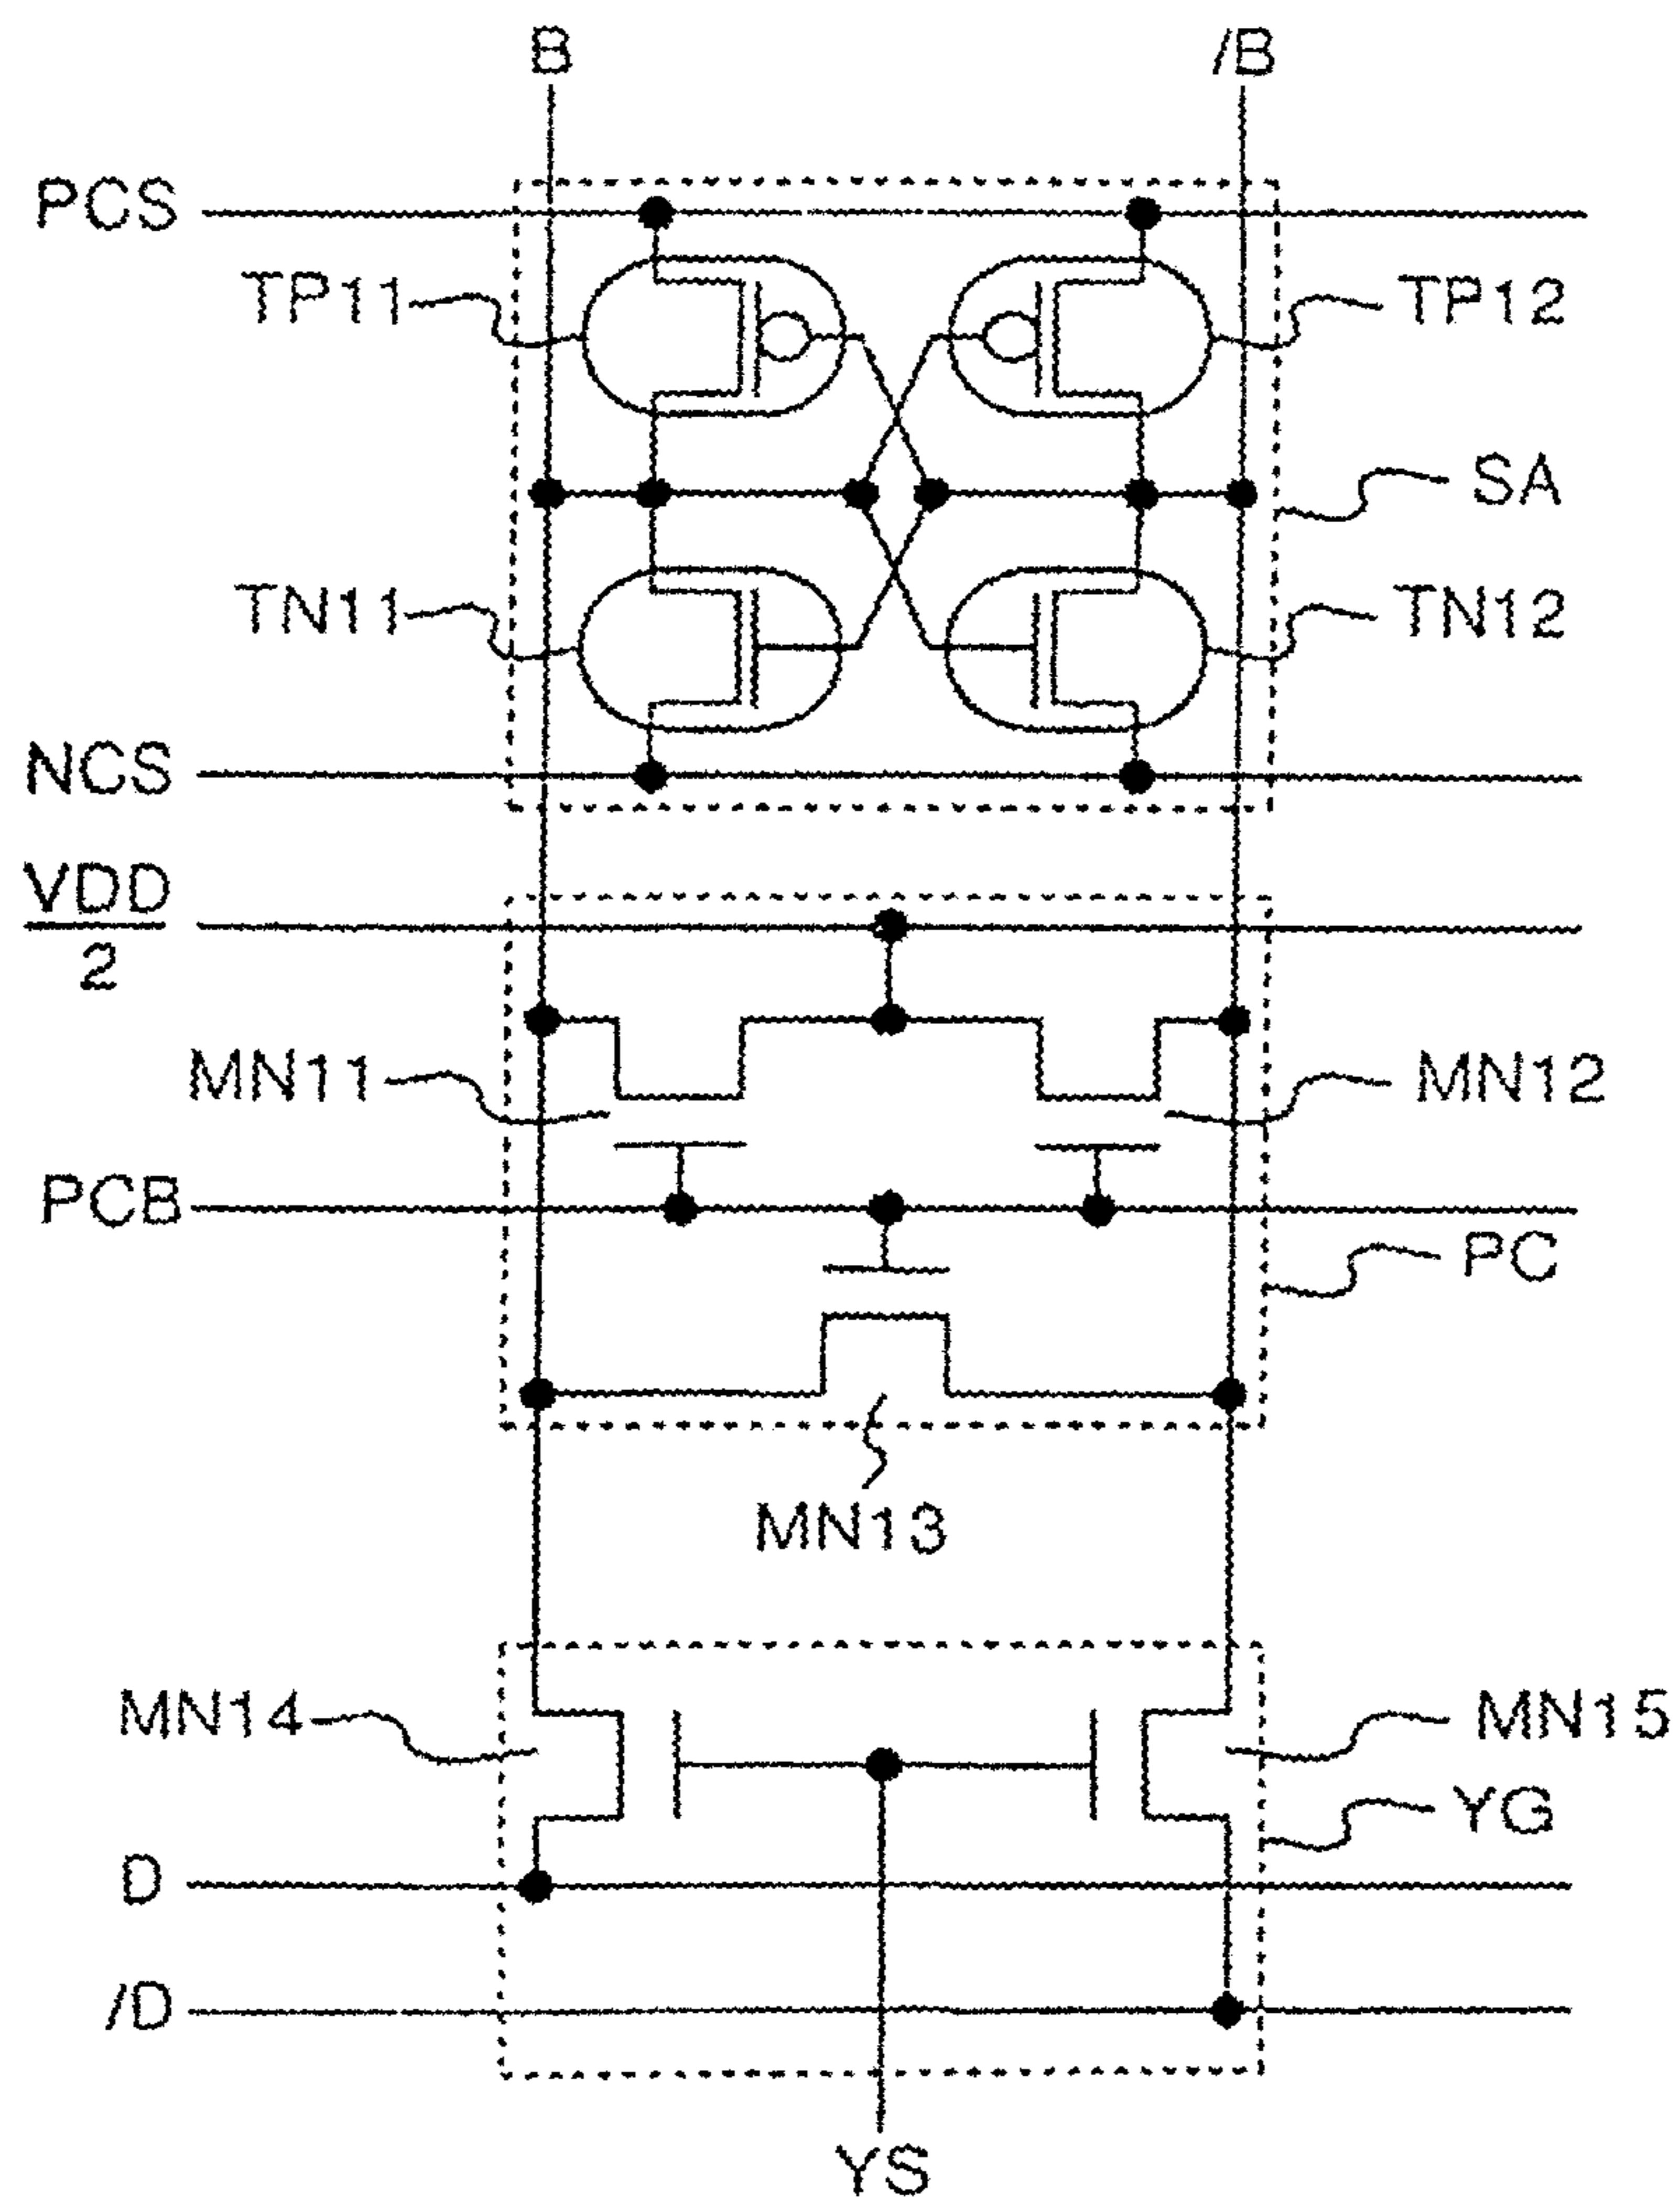 B /B
PCS
TP11 TP12
SA
TN11 TN12
NCS
VDD
2
MN11 MN12
PCB
PC
MN13
MN14 MN15
YG
D
/D
YS